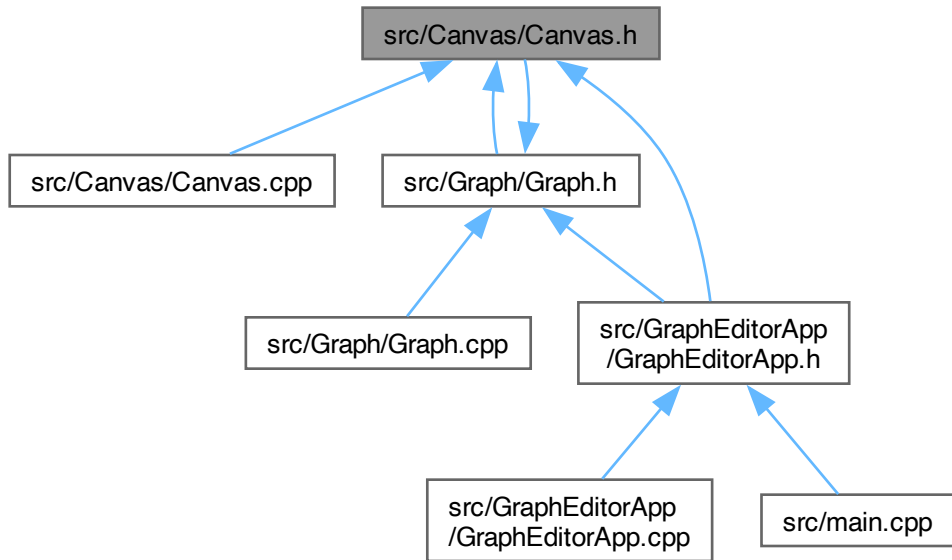 src/Canvas/Canvas.h
src/Canvas/Canvas.cpp
src/Graph/Graph.h
src/Graph/Graph.cpp
src/GraphEditorApp
/GraphEditorApp.h
src/GraphEditorApp
/GraphEditorApp.cpp
src/main.cpp